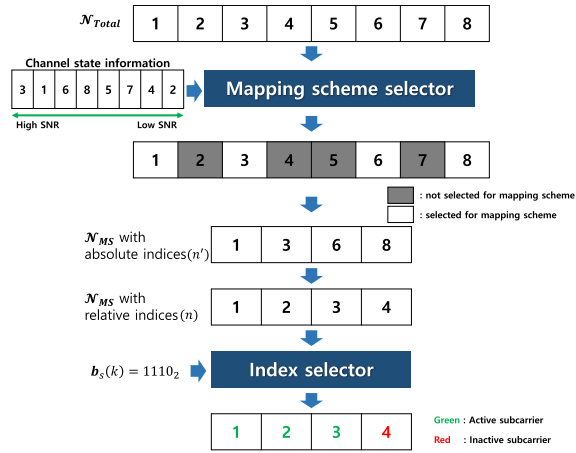 𝓝_Total 1 2 3 4 5 6 7 8
Channel state information
3 1 6 8 5 7 4 2
High SNR Low SNR
Mapping scheme selector
1 2 3 4 5 6 7 8
: not selected for mapping scheme
: selected for mapping scheme
𝓝_MS with
absolute indices(n′)
1 3 6 8
𝓝_MS with
relative indices(n)
1 2 3 4
b_s(k) = 1110₂
Index selector
1 2 3 4
Green : Active subcarrier
Red : Inactive subcarrier